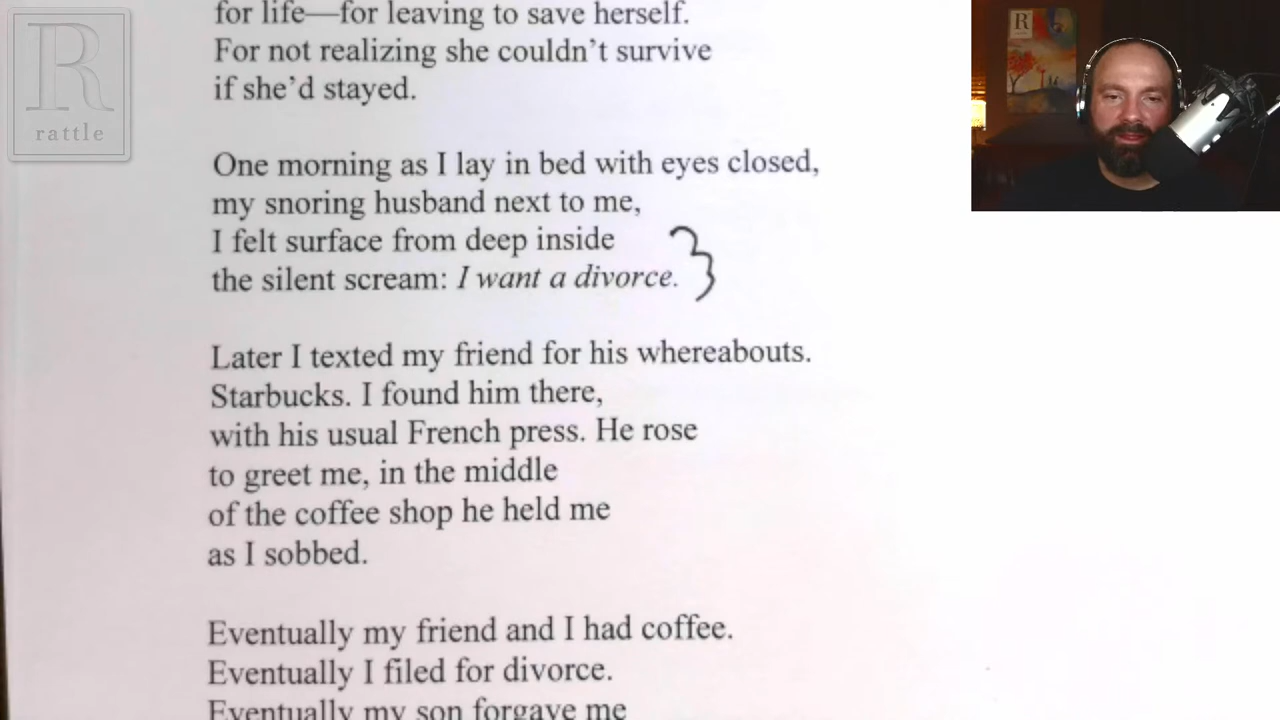 R
rattle
for life—for leaving to save herself.
For not realizing she couldn't survive
if she'd stayed.
One morning as I lay in bed with eyes closed,
my snoring husband next to me,
I felt surface from deep inside
the silent scream: I want a divorce.
Later I texted my friend for his whereabouts.
Starbucks. I found him there,
with his usual French press. He rose
to greet me, in the middle
of the coffee shop he held me
as I sobbed.
Eventually my friend and I had coffee.
Eventually I filed for divorce.
Eventually my son forgave me
R